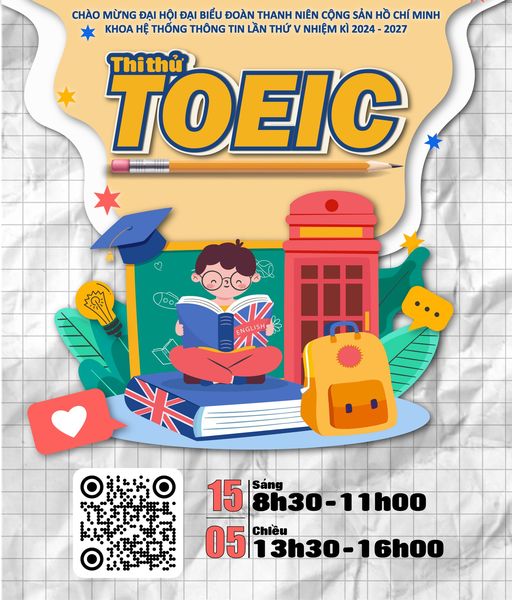 CHÀO MỪNG ĐẠI HỘI ĐẠI BIỂU ĐOÀN THANH NIÊN CỘNG SẢN HỒ CHÍ MINH
KHOA HỆ THỐNG THÔNG TIN LẦN THỨ V NHIỆM KÌ 2024 - 2027
Thi thử
TOEIC
ENGLISH
15
Sáng
8h30-11h00
05
Chiều
13h30-16h00